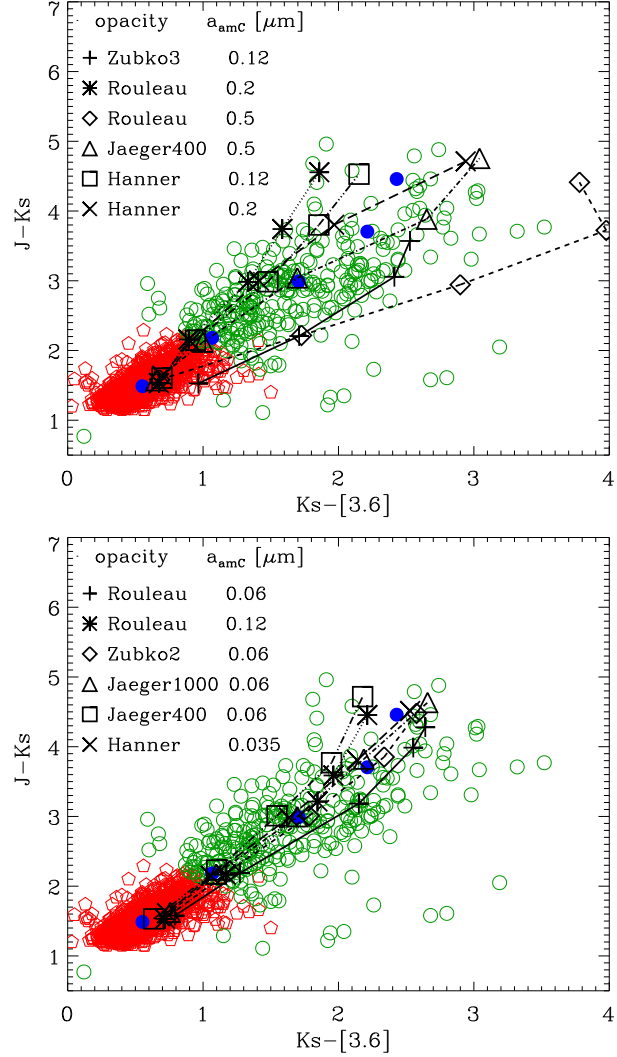 opacity a_amC [μm]
Zubko3 0.12
Rouleau 0.2
Rouleau 0.5
Jaeger400 0.5
Hanner 0.12
Hanner 0.2
7
6
5
4
3
2
1
J-Ks
0 1 2 3 4
Ks-[3.6]
opacity a_amC [μm]
Rouleau 0.06
Rouleau 0.12
Zubko2 0.06
Jaeger1000 0.06
Jaeger400 0.06
Hanner 0.035
7
6
5
4
3
2
1
J-Ks
0 1 2 3 4
Ks-[3.6]